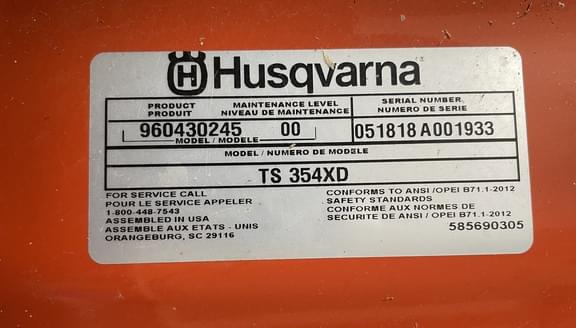 H Husqvarna
PRODUCT MAINTENANCE LEVEL SERIAL NUMBER
PRODUIT NIVEAU DE MAINTENANCE NUMÉRO DE SERIE
960430245 00 051818 A001933
MODEL / MODELE
MODEL / NUMERO DE MODELE
TS 354XD
FOR SERVICE CALL
POUR LE SERVICE APPELER
1-800-448-7543
ASSEMBLED IN USA
ASSEMBLE AUX ETATS - UNIS
ORANGEBURG, SC 29116
CONFORMS TO ANSI /OPEI B71.1-2012
SAFETY STANDARDS
CONFORME AUX NORMES DE
SECURITE DE ANSI / OPEI B71.1-2012
585690305